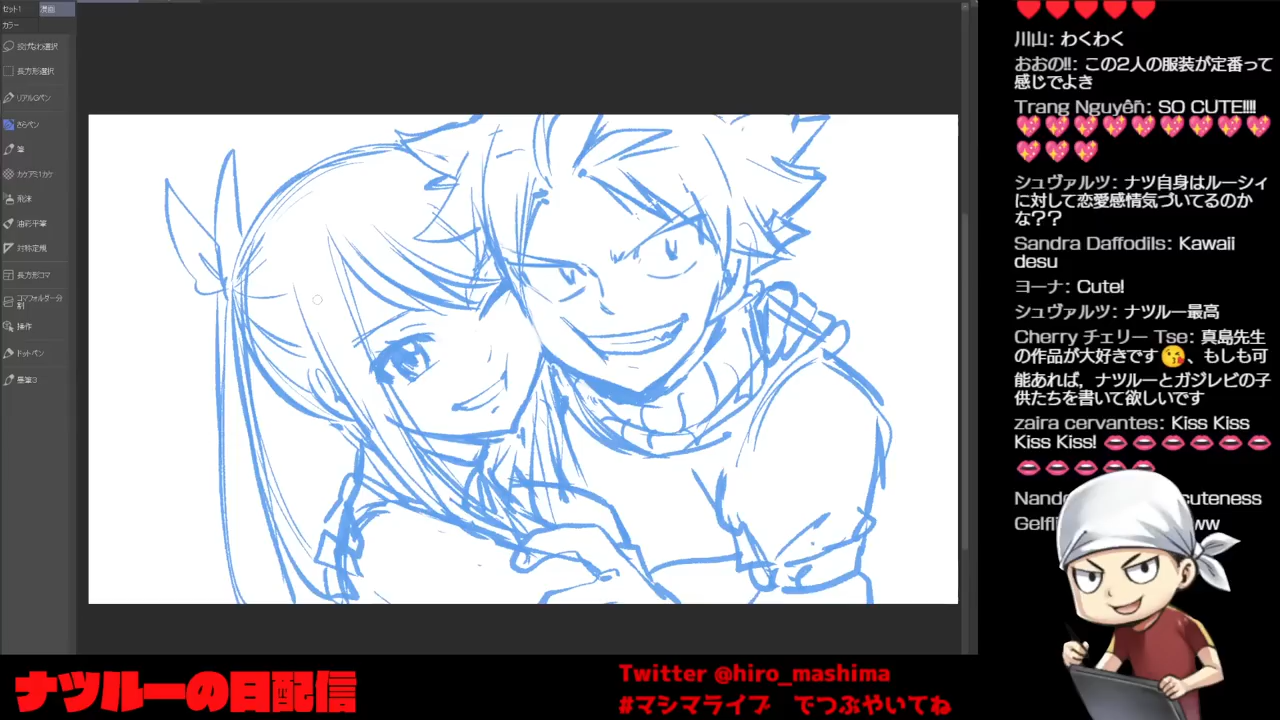 セット1 漫画
カラー
投げなわ選択
長方形選択
リアルGペン
ざらペン
筆
カケアミ1カケ
飛沫
油彩平筆
対称定規
長方形コマ
コマフォルダー分割
操作
ドットペン
川山: わくわく
おおの!!: この2人の服装が定番って
感じでよき
Trang Nguyên: SO CUTE!!!!
💖💖💖💖💖💖💖
💖💖💖
シュヴァルツ: ナツ自身はルーシィ
に対して恋愛感情気づいてるのか
な??
Sandra Daffodils: Kawaii
desu
ヨーナ: Cute!
シュヴァルツ: ナツルー最高
Cherry チェリー Tse: 真島先生
の作品が大好きです😘、もしも可
能あれば，ナツルーとガジレビの子
供たちを書いて欲しいです
zaira cervantes: Kiss Kiss
Kiss Kiss! 👄👄👄👄👄
👄👄👄👄
cuteness
ナツルーの日配信
Twitter @hiro_mashima
#マシマライブ でつぶやいてね